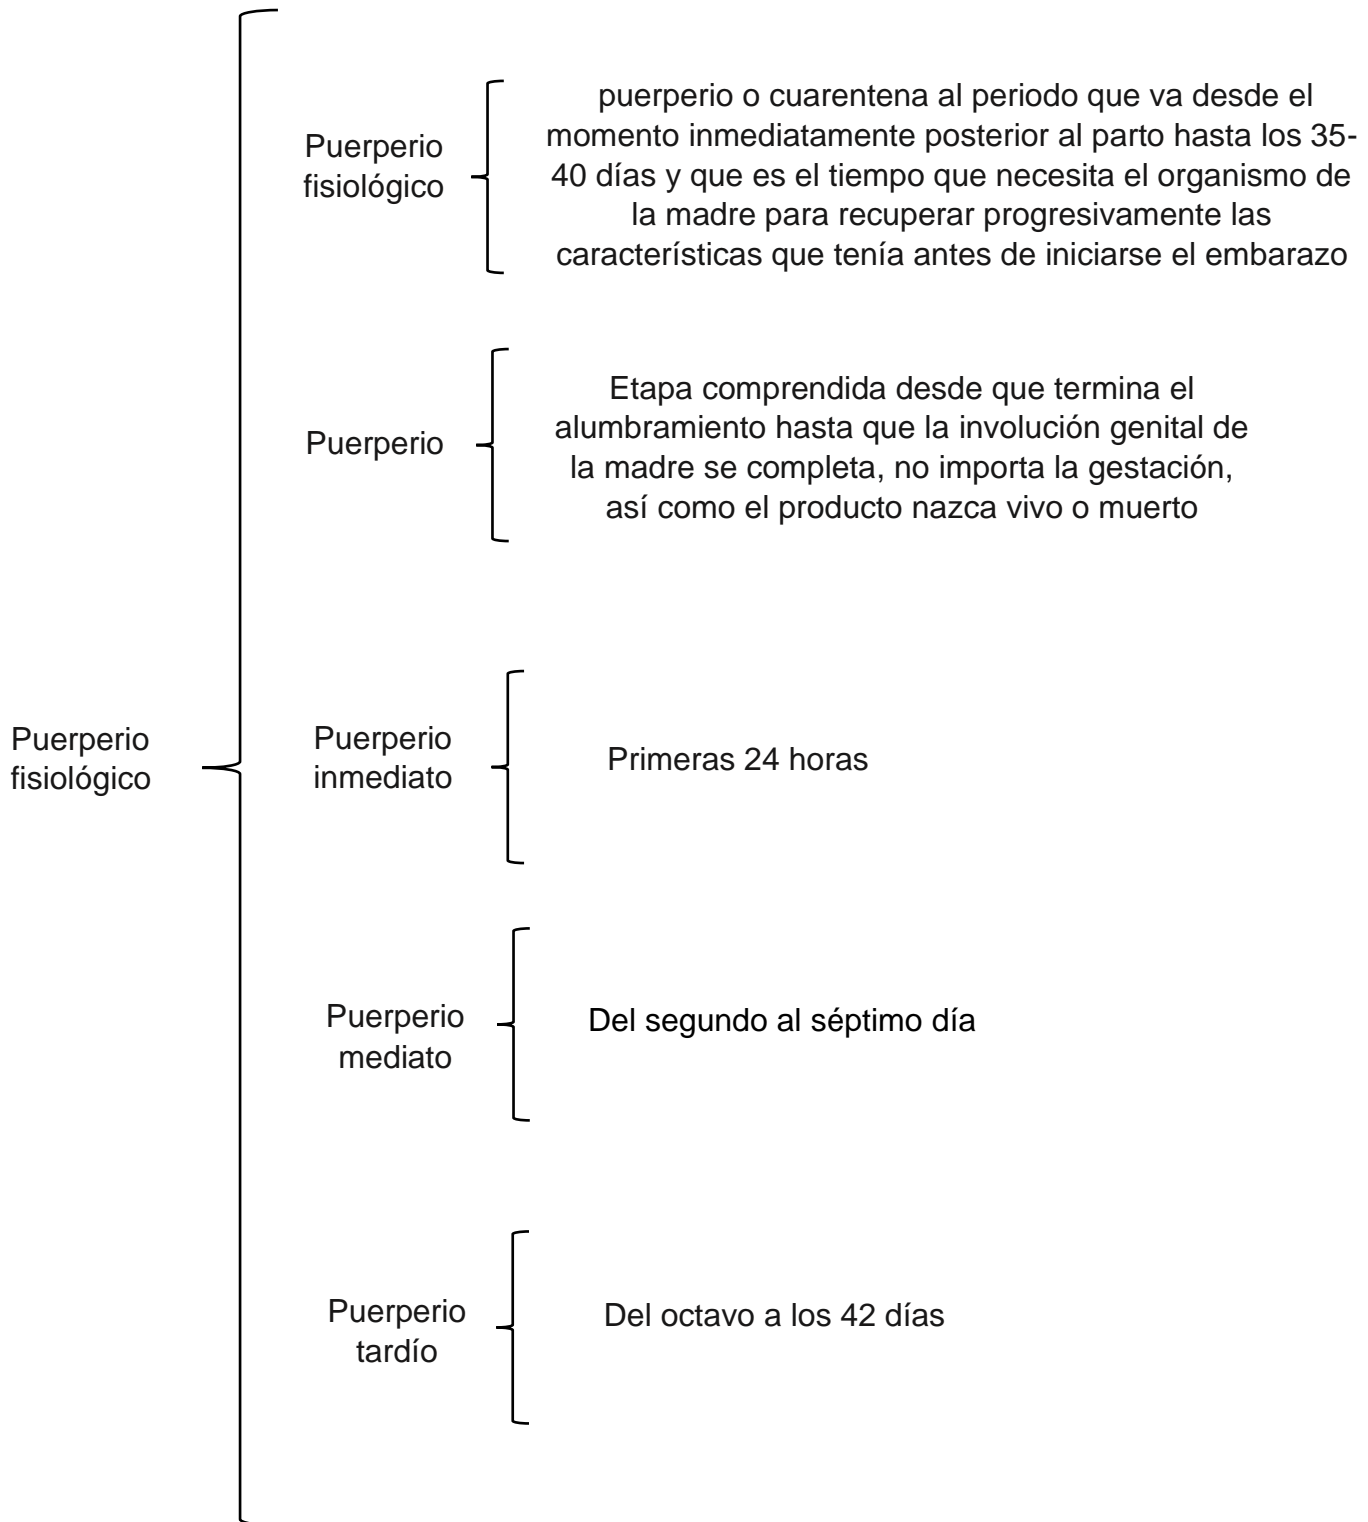 Puerperio
fisiológico
Puerperio
fisiológico
puerperio o cuarentena al periodo que va desde el
momento inmediatamente posterior al parto hasta los 35-
40 días y que es el tiempo que necesita el organismo de
la madre para recuperar progresivamente las
características que tenía antes de iniciarse el embarazo
Puerperio
Etapa comprendida desde que termina el
alumbramiento hasta que la involución genital de
la madre se completa, no importa la gestación,
así como el producto nazca vivo o muerto
Puerperio
inmediato
Primeras 24 horas
Puerperio
mediato
Del segundo al séptimo día
Puerperio
tardío
Del octavo a los 42 días